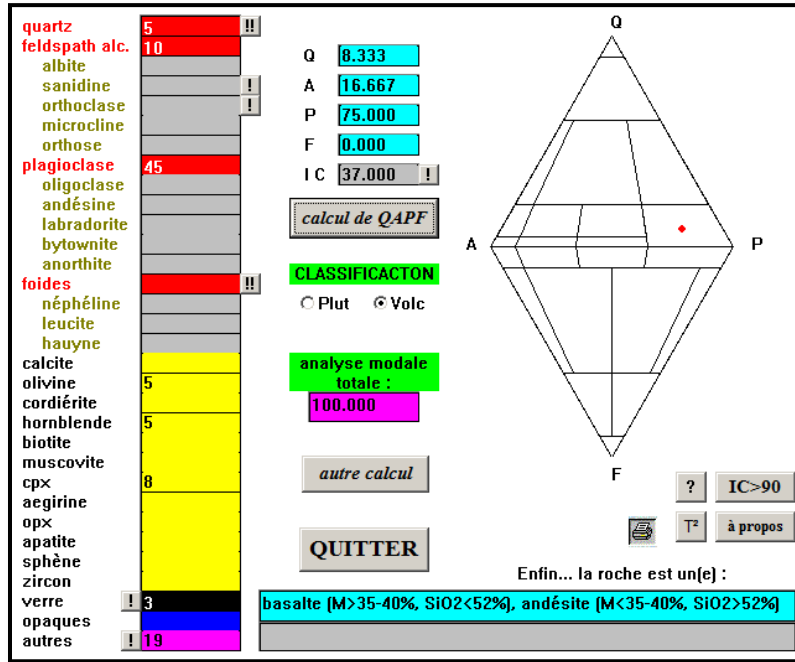 quartz 5 !!
feldspath alc. 10
albite
sanidine !
orthoclase !
microcline
orthose
plagioclase 45
oligoclase
andésine
labradorite
bytownite
anorthite
foides !!
néphéline
leucite
hauyne
calcite
olivine 5
cordiérite
hornblende 5
biotite
muscovite
cpx 8
aegirine
opx
apatite
sphène
zircon
verre ! 3
opaques
autres ! 19
Q 8.333
A 16.667
P 75.000
F 0.000
I C 37.000 !
calcul de QAPF
CLASSIFICACTON
Plut Volc
analyse modale
totale :
100.000
autre calcul
QUITTER
Q
A P
F
? IC>90
T² à propos
Enfin... la roche est un(e) :
basalte (M>35-40%, SiO2<52%), andésite (M<35-40%, SiO2>52%)